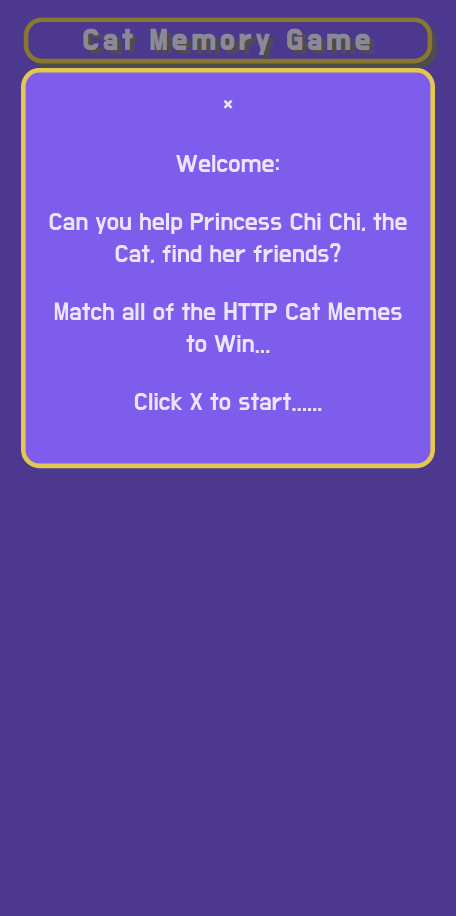 Cat Memory Game
×
Welcome:
Can you help Princess Chi Chi, the
Cat, find her friends?
Match all of the HTTP Cat Memes
to Win...
Click X to start......